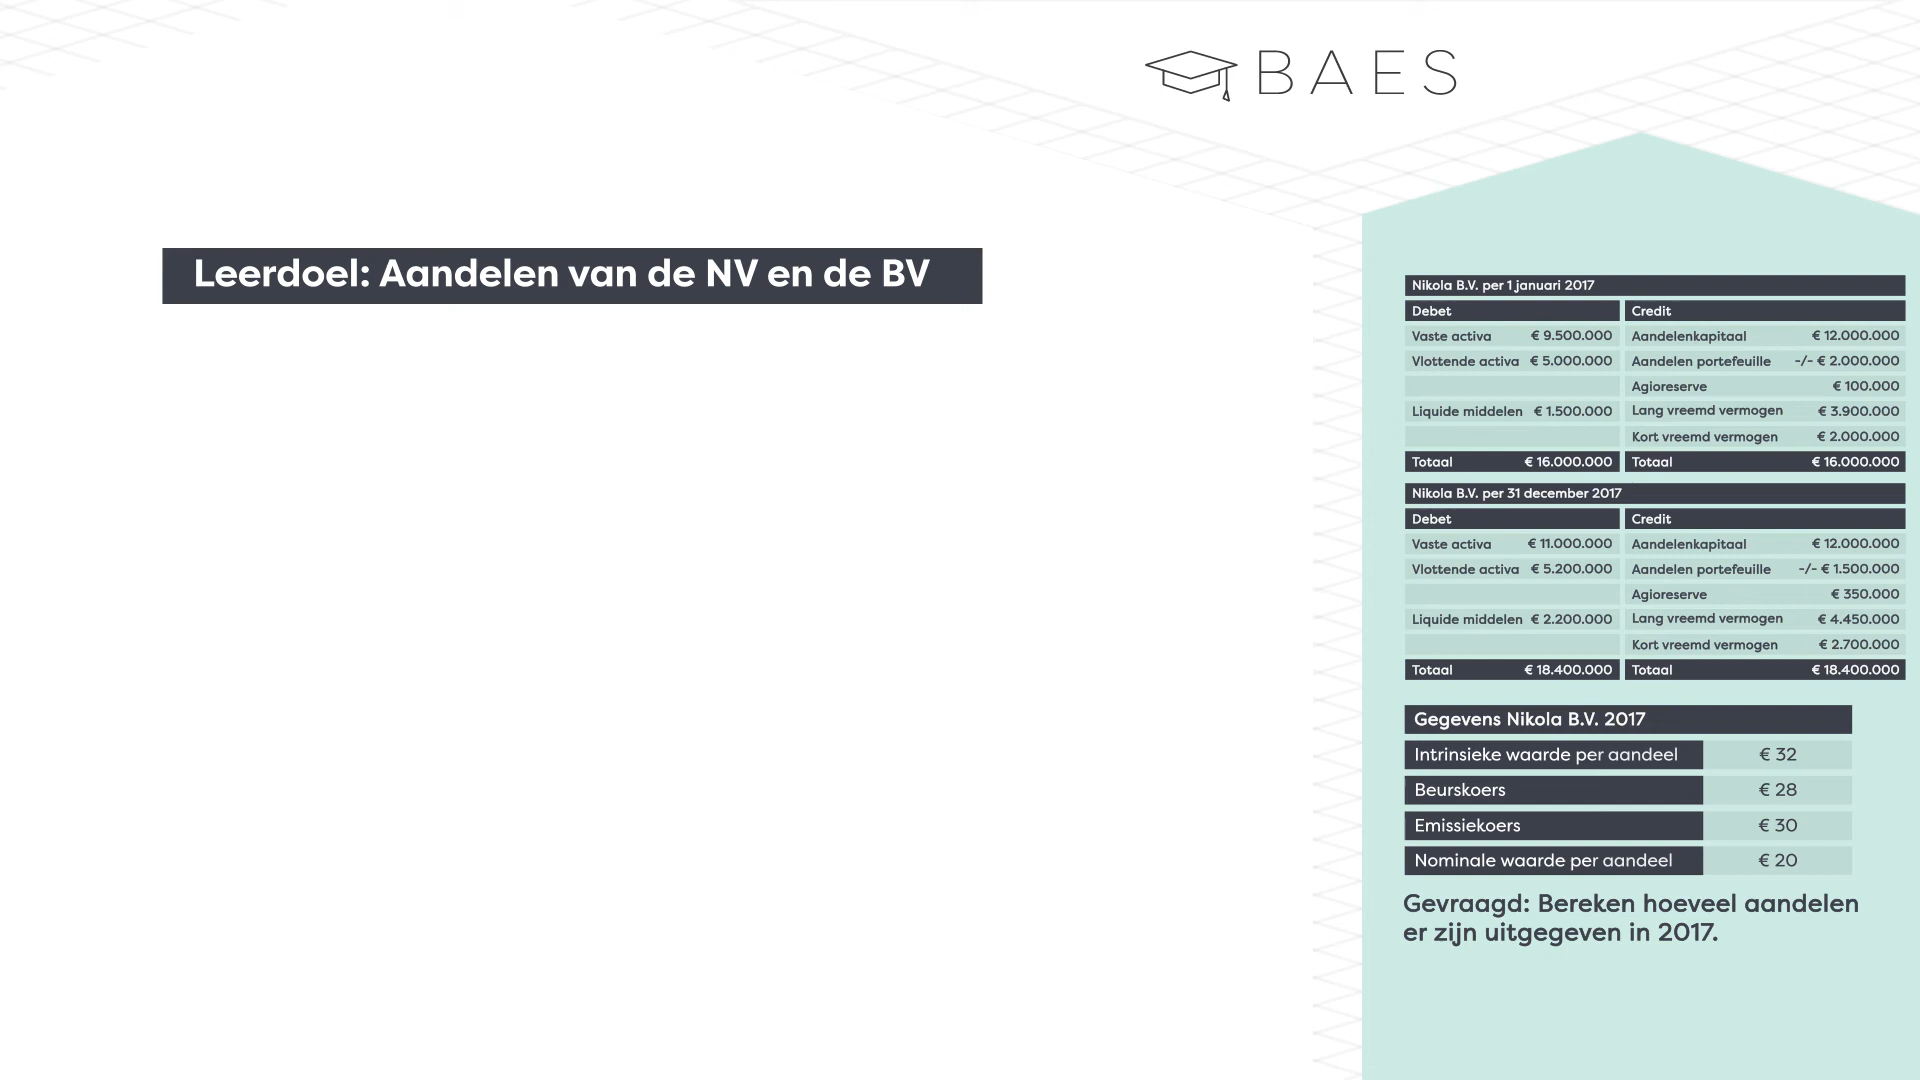 BAES
Leerdoel: Aandelen van de NV en de BV
Nikola B.V. per 1 januari 2017
Debet Credit
Vaste activa € 9.500.000 Aandelenkapitaal € 12.000.000
Vlottende activa € 5.000.000 Aandelen portefeuille -/- € 2.000.000
Agioreserve € 100.000
Liquide middelen € 1.500.000 Lang vreemd vermogen € 3.900.000
Kort vreemd vermogen € 2.000.000
Totaal € 16.000.000 Totaal € 16.000.000
Nikola B.V. per 31 december 2017
Debet Credit
Vaste activa € 11.000.000 Aandelenkapitaal € 12.000.000
Vlottende activa € 5.200.000 Aandelen portefeuille -/- € 1.500.000
Agioreserve € 350.000
Liquide middelen € 2.200.000 Lang vreemd vermogen € 4.450.000
Kort vreemd vermogen € 2.700.000
Totaal € 18.400.000 Totaal € 18.400.000
Gegevens Nikola B.V. 2017
Intrinsieke waarde per aandeel € 32
Beurskoers € 28
Emissiekoers € 30
Nominale waarde per aandeel € 20
Gevraagd: Bereken hoeveel aandelen
er zijn uitgegeven in 2017.